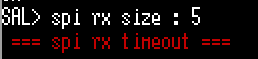 SAL> spi rx size : 5
=== spi rx timeout ===